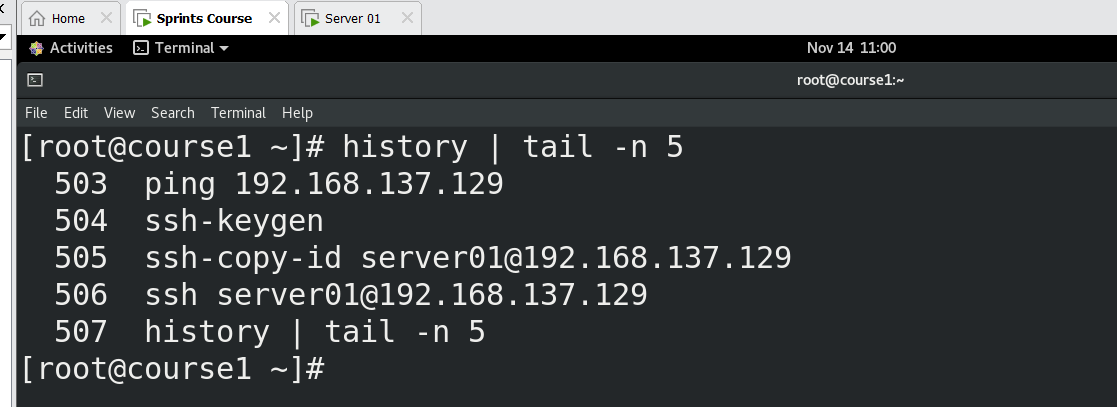 Home
Sprints Course
Server 01
Activities
Terminal
Nov 14 11:00
root@course1:~
File Edit View Search Terminal Help
[root@course1 ~]# history | tail -n 5
503 ping 192.168.137.129
504 ssh-keygen
505 ssh-copy-id server01@192.168.137.129
506 ssh server01@192.168.137.129
507 history | tail -n 5
[root@course1 ~]#